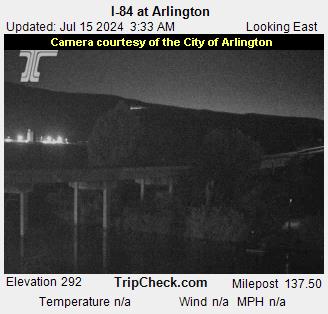 I-84 at Arlington
Updated: Jul 15 2024 3:33 AM Looking East
Camera courtesy of the City of Arlington
Elevation 292 TripCheck.com Milepost 137.50
Temperature n/a Wind n/a MPH n/a